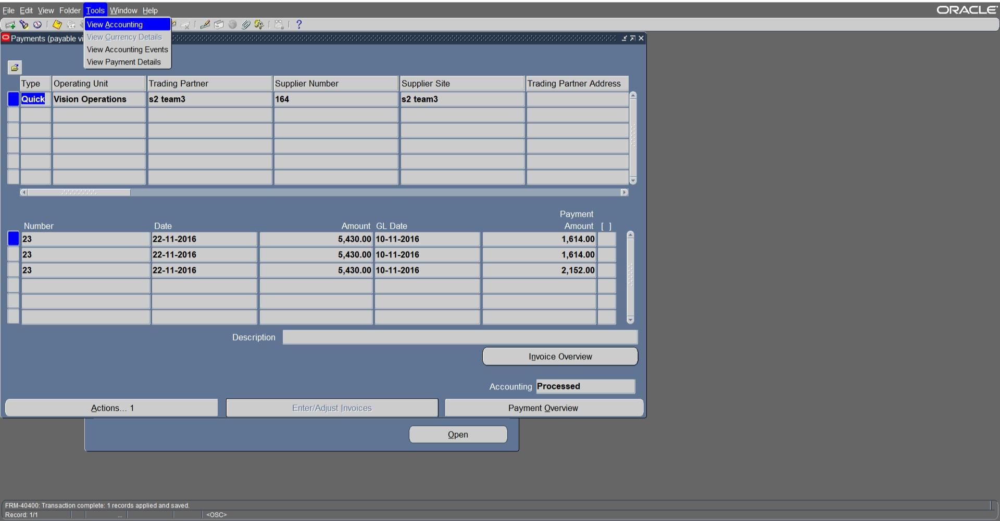 File Edit View Folder Tools Window Help
ORACLE
View Accounting
View Currency Details
View Accounting Events
View Payment Details
Payments (payable vi
Type Operating Unit Trading Partner Supplier Number Supplier Site Trading Partner Address
Quick Vision Operations s2 team3 164 s2 team3
Payment
Number Date Amount GL Date Amount [ ]
23 22-11-2016 5,430.00 10-11-2016 1,614.00
23 22-11-2016 5,430.00 10-11-2016 1,614.00
23 22-11-2016 5,430.00 10-11-2016 2,152.00
Description
Invoice Overview
Accounting Processed
Actions... 1 Enter/Adjust Invoices Payment Overview
Open
FRM-40400: Transaction complete: 1 records applied and saved.
Record: 1/1 ... <OSC>